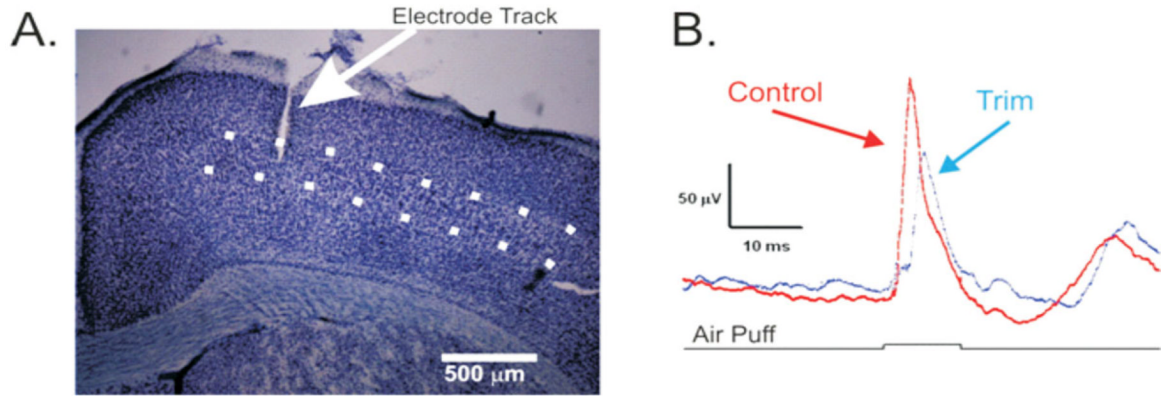 A.
Electrode Track
500 μm
B.
Control
Trim
50 μV
10 ms
Air Puff